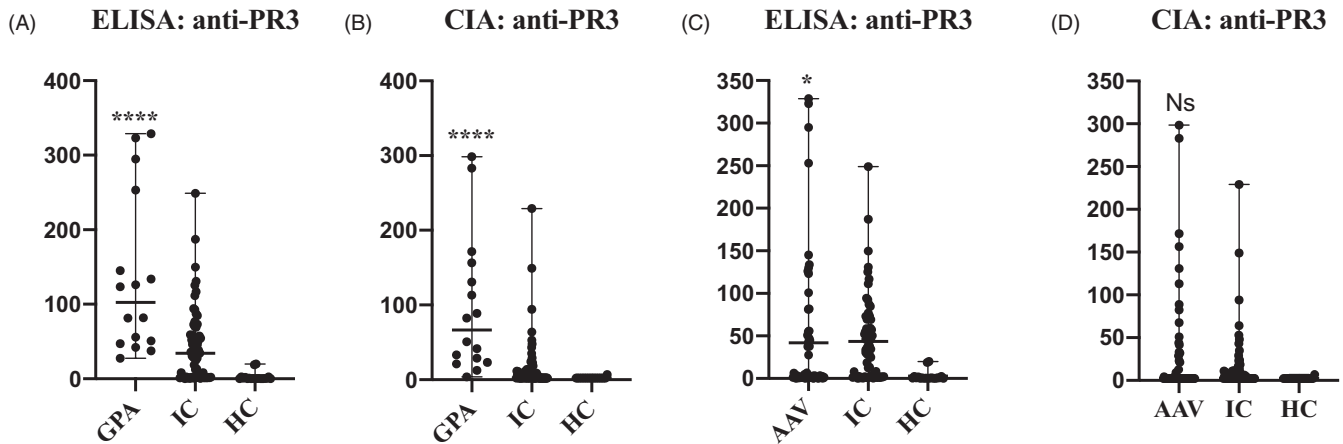 (A) ELISA: anti-PR3
400
300
200
100
0
****
GPA
IC
HC
(B) CIA: anti-PR3
400
300
200
100
0
****
GPA
IC
HC
(C) ELISA: anti-PR3
350
300
250
200
150
100
50
0
*
AAV
IC
HC
(D) CIA: anti-PR3
350
300
250
200
150
100
50
0
Ns
AAV
IC
HC